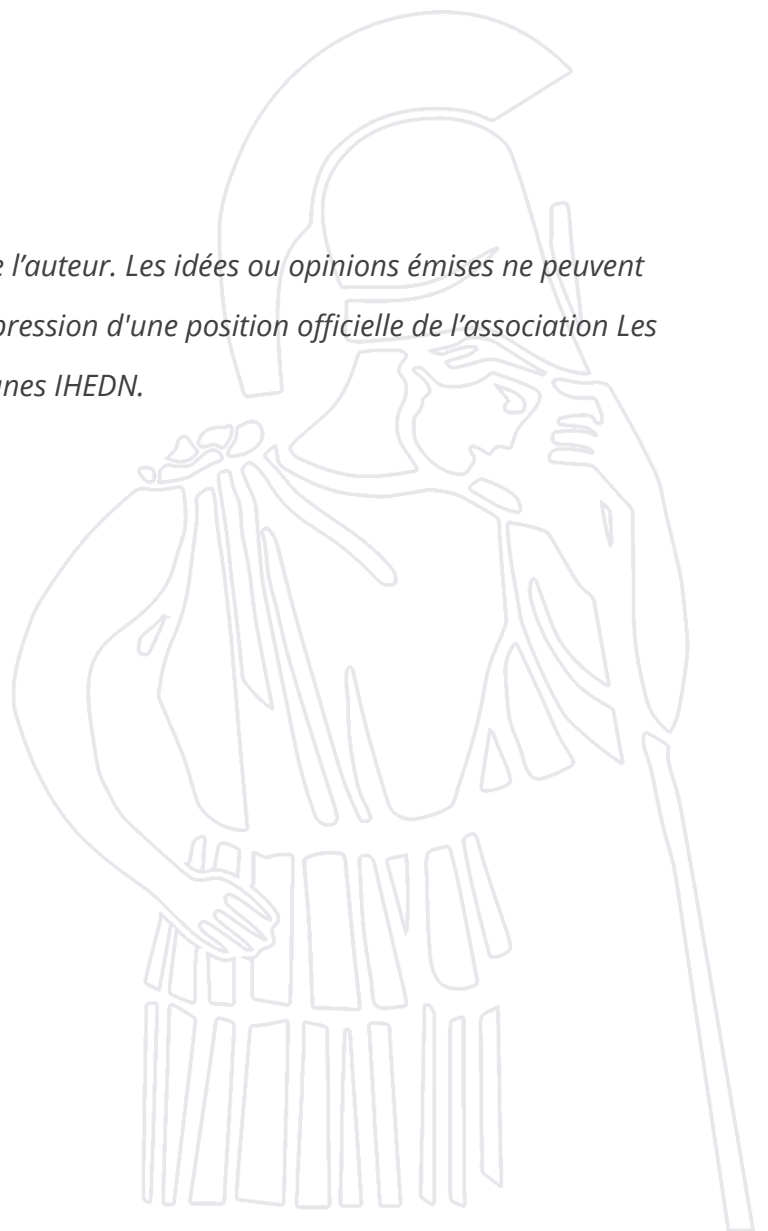 e l’auteur. Les idées ou opinions émises ne peuvent
pression d'une position officielle de l’association Les
unes IHEDN.